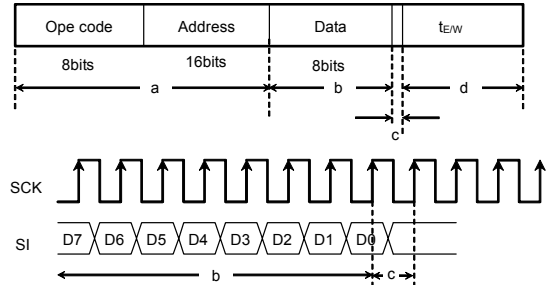 Ope code Address Data tE/W
8bits 16bits 8bits
a b d
c
SCK
SI D7 D6 D5 D4 D3 D2 D1 D0
b c